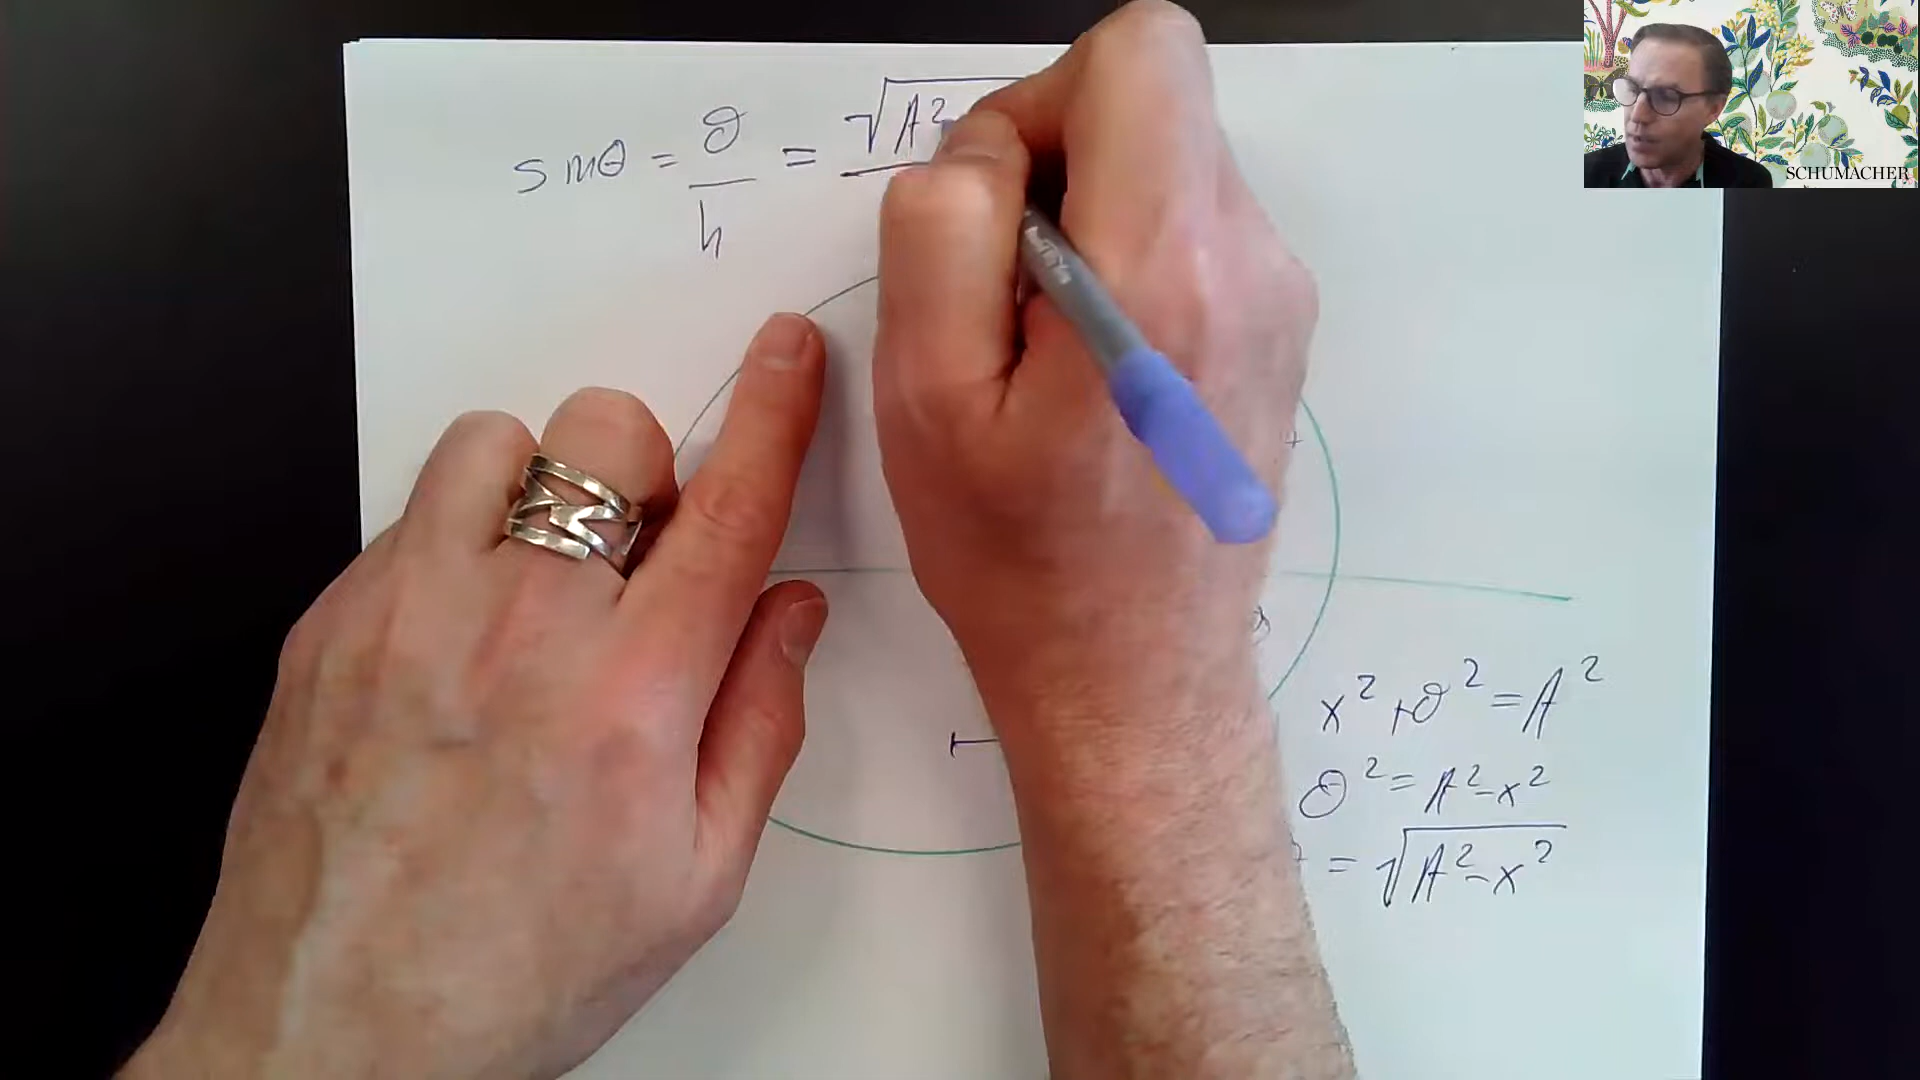 sinθ = o/h = √A²
SCHUMACHER
x² + o² = A²
o² = A² - x²
= √A² - x²